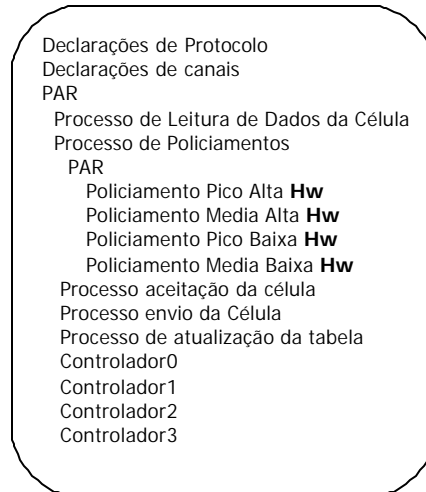 Declarações de Protocolo
Declarações de canais
PAR
Processo de Leitura de Dados da Célula
Processo de Policiamentos
PAR
Policiamento Pico Alta Hw
Policiamento Media Alta Hw
Policiamento Pico Baixa Hw
Policiamento Media Baixa Hw
Processo aceitação da célula
Processo envio da Célula
Processo de atualização da tabela
Controlador0
Controlador1
Controlador2
Controlador3